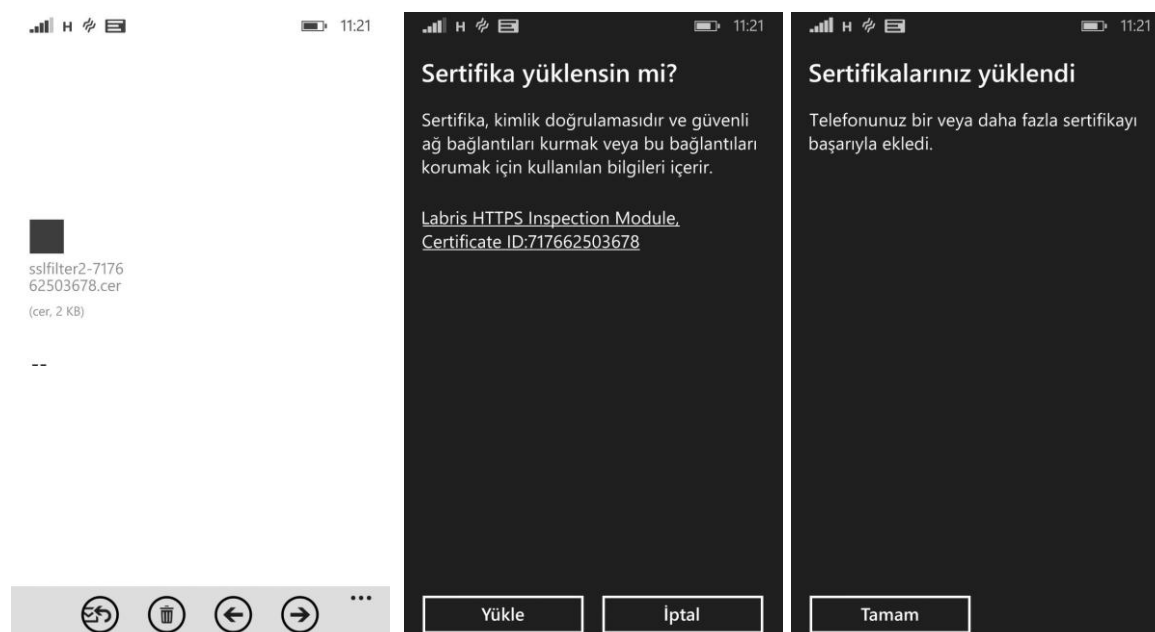 H
11:21
sslfilter2-7176
62503678.cer
(cer, 2 KB)
--
H
11:21
Sertifika yüklensin mi?
Sertifika, kimlik doğrulamasıdır ve güvenli
ağ bağlantıları kurmak veya bu bağlantıları
korumak için kullanılan bilgileri içerir.
Labris HTTPS Inspection Module,
Certificate ID:717662503678
Yükle
İptal
H
11:21
Sertifikalarınız yüklendi
Telefonunuz bir veya daha fazla sertifikayı
başarıyla ekledi.
Tamam